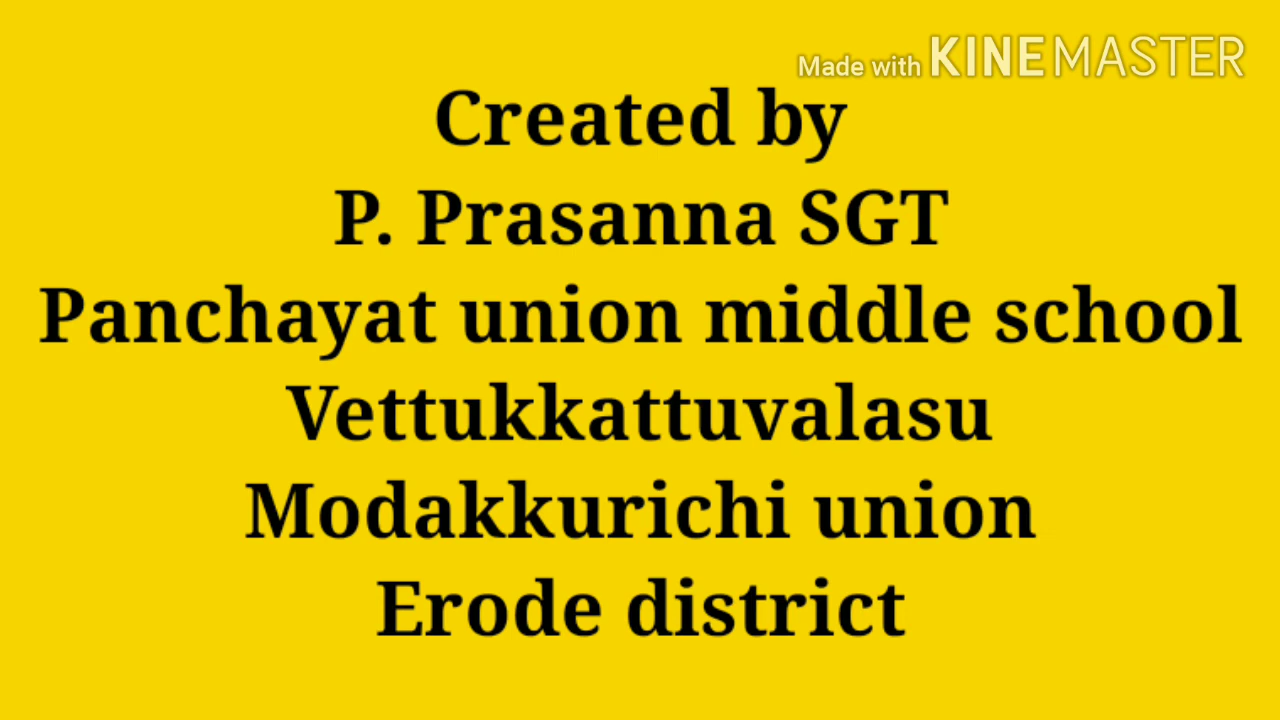 Made with KINEMASTER
Created by
P. Prasanna SGT
Panchayat union middle school
Vettukkattuvalasu
Modakkurichi union
Erode district